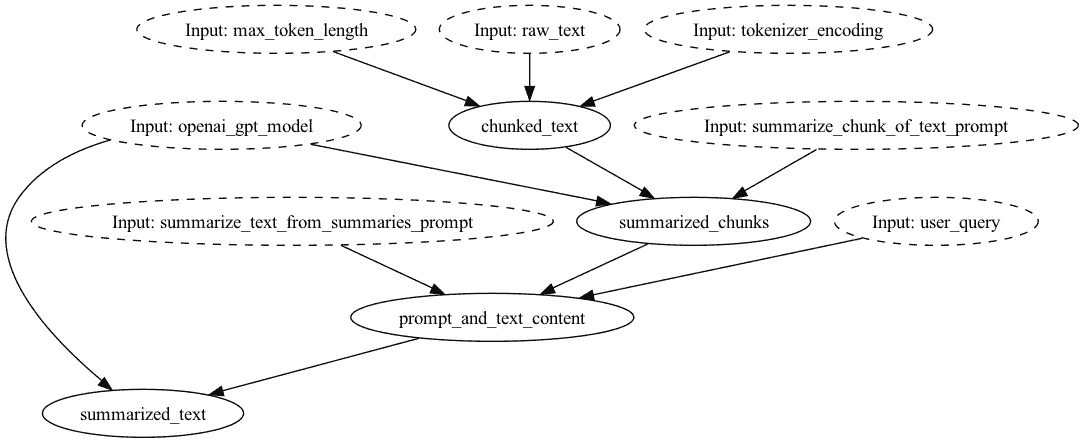 Input: max_token_length
Input: raw_text
Input: tokenizer_encoding
Input: openai_gpt_model
chunked_text
Input: summarize_chunk_of_text_prompt
Input: summarize_text_from_summaries_prompt
summarized_chunks
Input: user_query
prompt_and_text_content
summarized_text